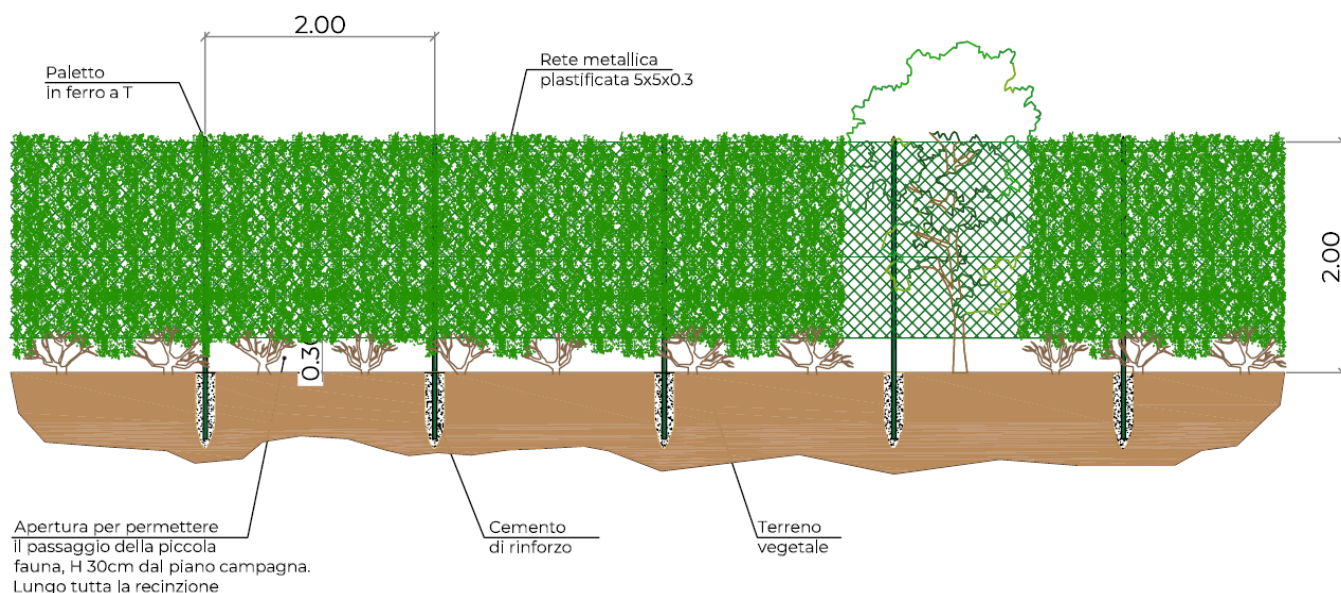 2.00
Paletto
in ferro a T
Rete metallica
plastificata 5x5x0.3
2.00
0.3
Apertura per permettere
il passaggio della piccola
fauna, H 30cm dal piano campagna.
Lungo tutta la recinzione
Cemento
di rinforzo
Terreno
vegetale